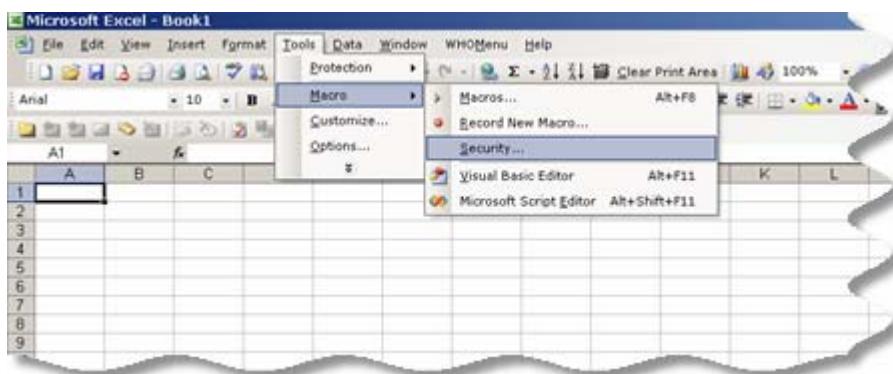 Microsoft Excel - Book1
File Edit View Insert Format Tools Data Window WHOMenu Help
Protection
Σ Clear Print Area 100%
Arial 10 B
Macro
Macros... Alt+F8
A
Customize...
Record New Macro...
Options...
Security...
A1 fx
Visual Basic Editor Alt+F11
Microsoft Script Editor Alt+Shift+F11
A B C K L
1
2
3
4
5
6
7
8
9